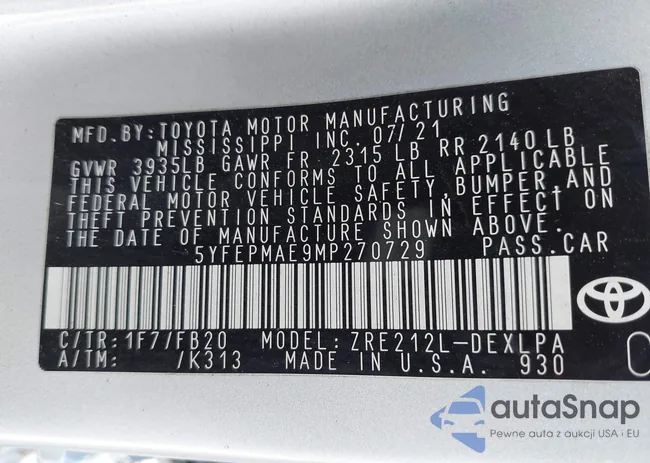 MFD.BY:TOYOTA MOTOR MANUFACTURING
MISSISSIPPI INC.07/21
GVWR 3935LB GAWR FR 2315LB RR 2140LB
THIS VEHICLE CONFORMS TO ALL APPLICABLE
FEDERAL MOTOR VEHICLE SAFETY,BUMPER,AND
THEFT PREVENTION STANDARDS IN EFFECT ON
THE DATE OF MANUFACTURE SHOWN ABOVE.
5YFEPMAE9MP270729 PASS.CAR
C/TR:1F7/FB20 MODEL:ZRE212L-DEXLPA
A/TM: /K313 MADE IN U.S.A. 930
autoSnap
Pewne auta z aukcji USA i EU